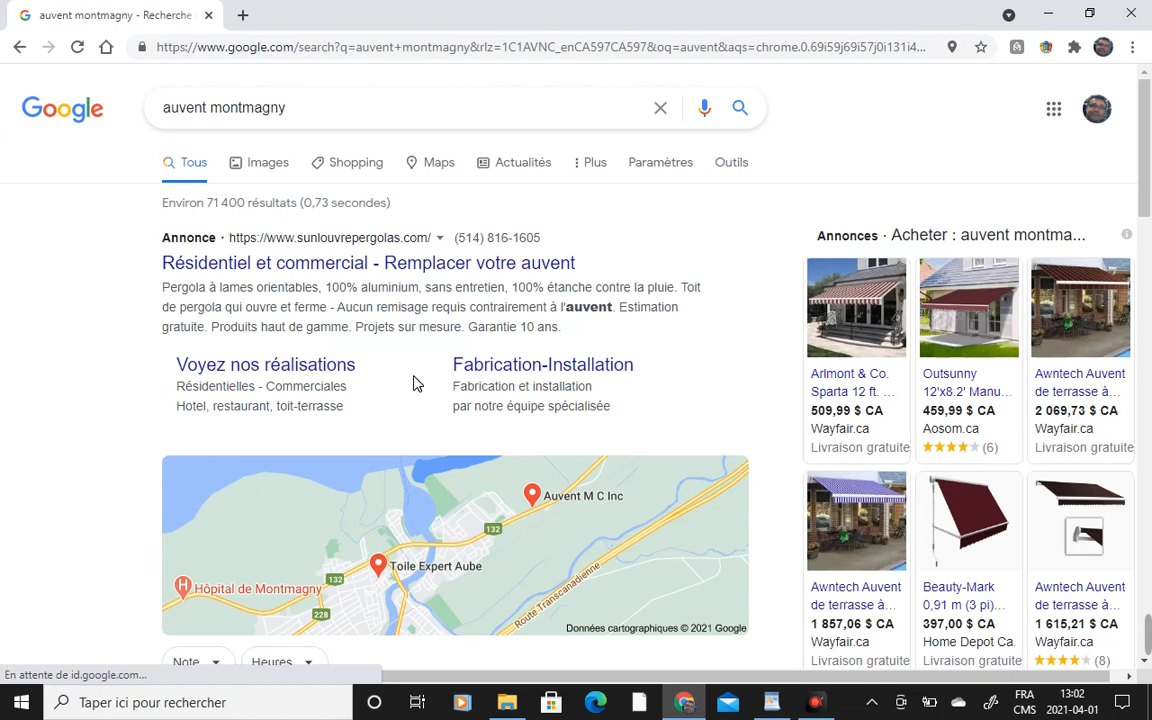 auvent montmagny - Recherche
https://www.google.com/search?q=auvent+montmagny&rlz=1C1AVNC_enCA597CA597&oq=auvent&aqs=chrome.0.69i59j69i57j0i131i4...
Google
auvent montmagny
Tous Images Shopping Maps Actualités Plus Paramètres Outils
Environ 71 400 résultats (0,73 secondes)
Annonce · https://www.sunlouvrepergolas.com/ (514) 816-1605
Résidentiel et commercial - Remplacer votre auvent
Pergola à lames orientables, 100% aluminium, sans entretien, 100% étanche contre la pluie. Toit
de pergola qui ouvre et ferme - Aucun remisage requis contrairement à l'auvent. Estimation
gratuite. Produits haut de gamme. Projets sur mesure. Garantie 10 ans.
Voyez nos réalisations
Résidentielles - Commerciales
Hotel, restaurant, toit-terrasse
Fabrication-Installation
Fabrication et installation
par notre équipe spécialisée
Auvent M C Inc
132
Toile Expert Aube
132
H Hôpital de Montmagny
228
Route Transcanadienne
Données cartographiques © 2021 Google
Note Heures
Annonces · Acheter : auvent montma...
Arlmont & Co.
Sparta 12 ft. ...
509,99 $ CA
Wayfair.ca
Livraison gratuite
Outsunny
12'x8.2' Manu...
459,99 $ CA
Aosom.ca
(6)
Awntech Auvent
de terrasse à...
2 069,73 $ CA
Wayfair.ca
Livraison gratuite
Awntech Auvent
de terrasse à...
1 857,06 $ CA
Wayfair.ca
Livraison gratuite
Beauty-Mark
0,91 m (3 pi)...
397,00 $ CA
Home Depot Ca.
Livraison gratuite
Awntech Auvent
de terrasse à...
1 615,21 $ CA
Wayfair.ca
(8)
En attente de id.google.com...
Taper ici pour rechercher
FRA
CMS
13:02
2021-04-01